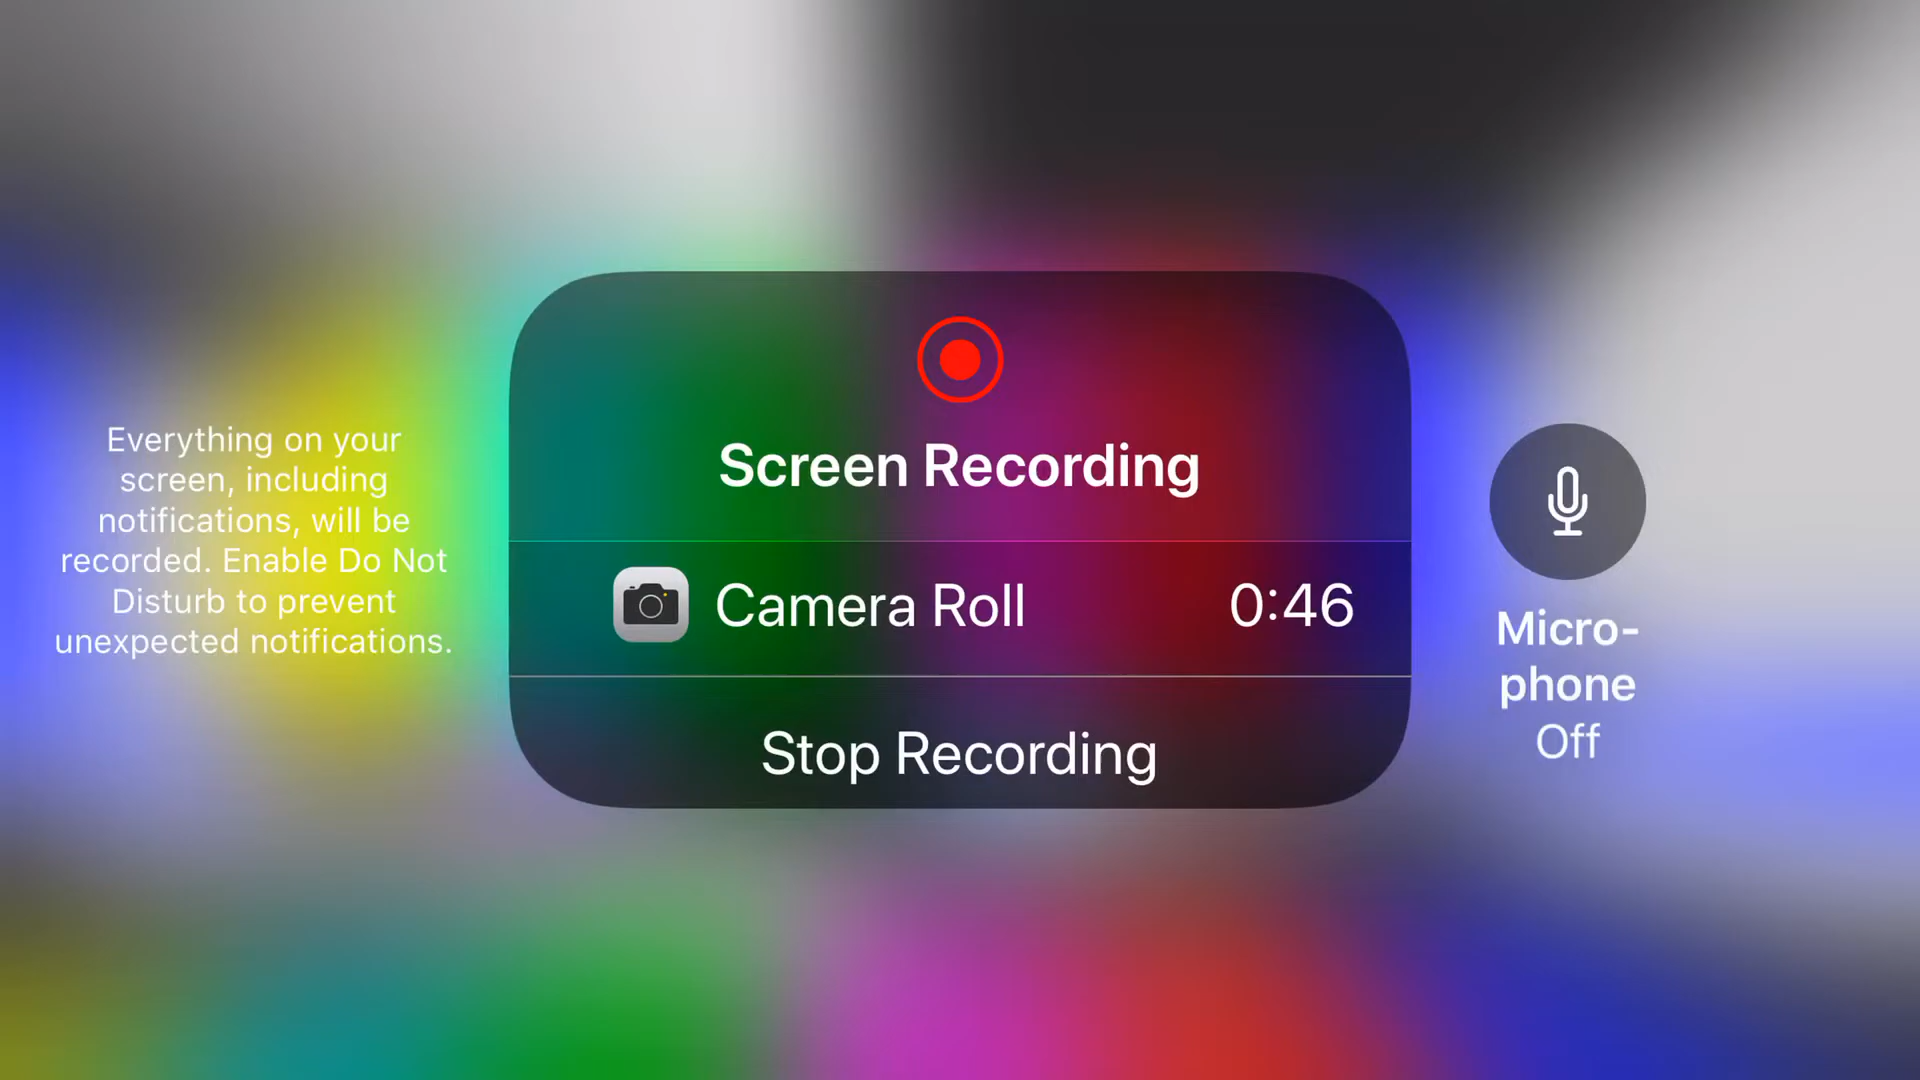 Everything on your
screen, including
notifications, will be
recorded. Enable Do Not
Disturb to prevent
unexpected notifications.
Screen Recording
Camera Roll 0:46
Stop Recording
Micro-
phone
Off